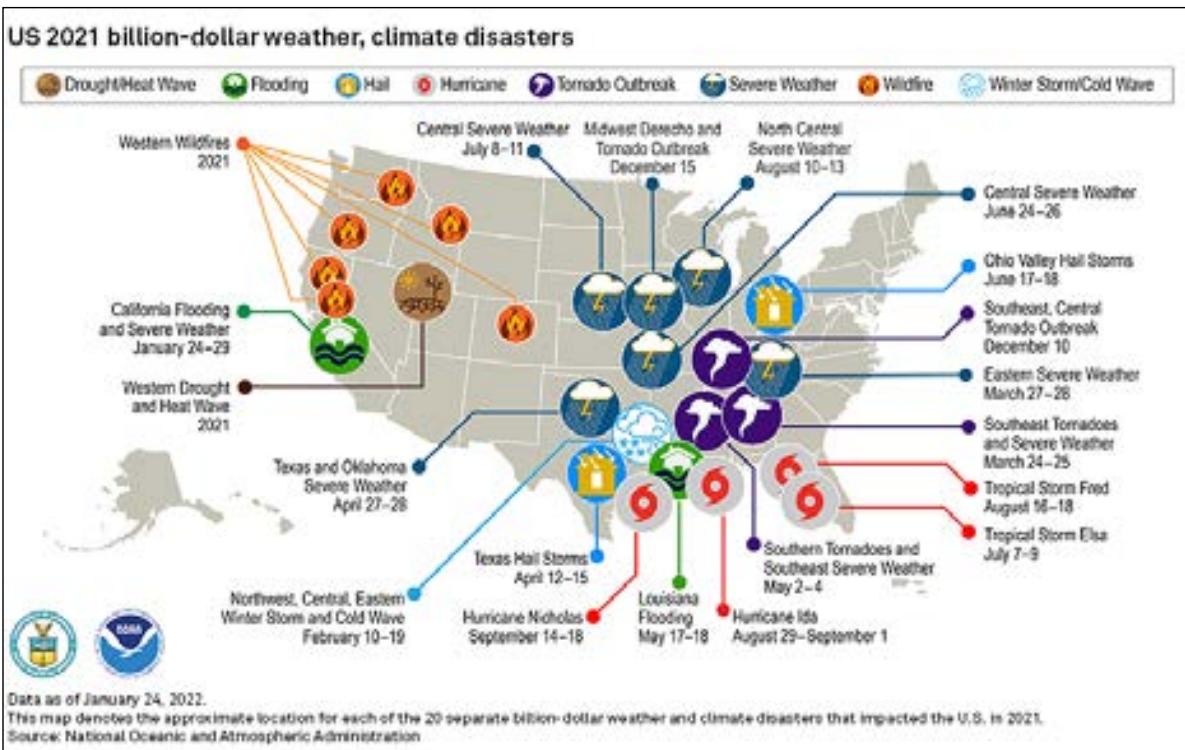 US 2021 billion-dollar weather, climate disasters
Drought/Heat Wave Flooding Hail Hurricane Tornado Outbreak Severe Weather Wildfire Winter Storm/Cold Wave
Western Wildfires
2021
Central Severe Weather
July 8–11
Midwest Derecho and
Tornado Outbreak
December 15
North Central
Severe Weather
August 10–13
Central Severe Weather
June 24–26
Ohio Valley Hail Storms
June 17–18
California Flooding
and Severe Weather
January 24–29
Southeast, Central
Tornado Outbreak
December 10
Western Drought
and Heat Wave
2021
Eastern Severe Weather
March 27–28
Southeast Tornadoes
and Severe Weather
March 24–25
Texas and Oklahoma
Severe Weather
April 27–28
Tropical Storm Fred
August 16–18
Tropical Storm Elsa
July 7–9
Texas Hail Storms
April 12–15
Southern Tornadoes and
Southeast Severe Weather
May 2–4
Northwest, Central, Eastern
Winter Storm and Cold Wave
February 10–19
Hurricane Nicholas
September 14–18
Louisiana
Flooding
May 17–18
Hurricane Ida
August 29–September 1
NOAA
Data as of January 24, 2022.
This map denotes the approximate location for each of the 20 separate billion-dollar weather and climate disasters that impacted the U.S. in 2021.
Source: National Oceanic and Atmospheric Administration